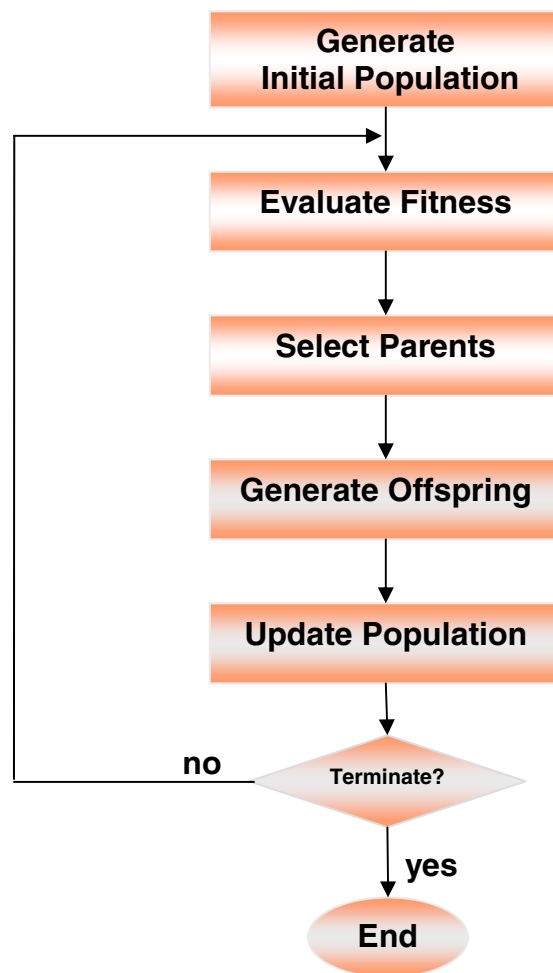 Generate
Initial Population
Evaluate Fitness
Select Parents
Generate Offspring
Update Population
no
Terminate?
yes
End